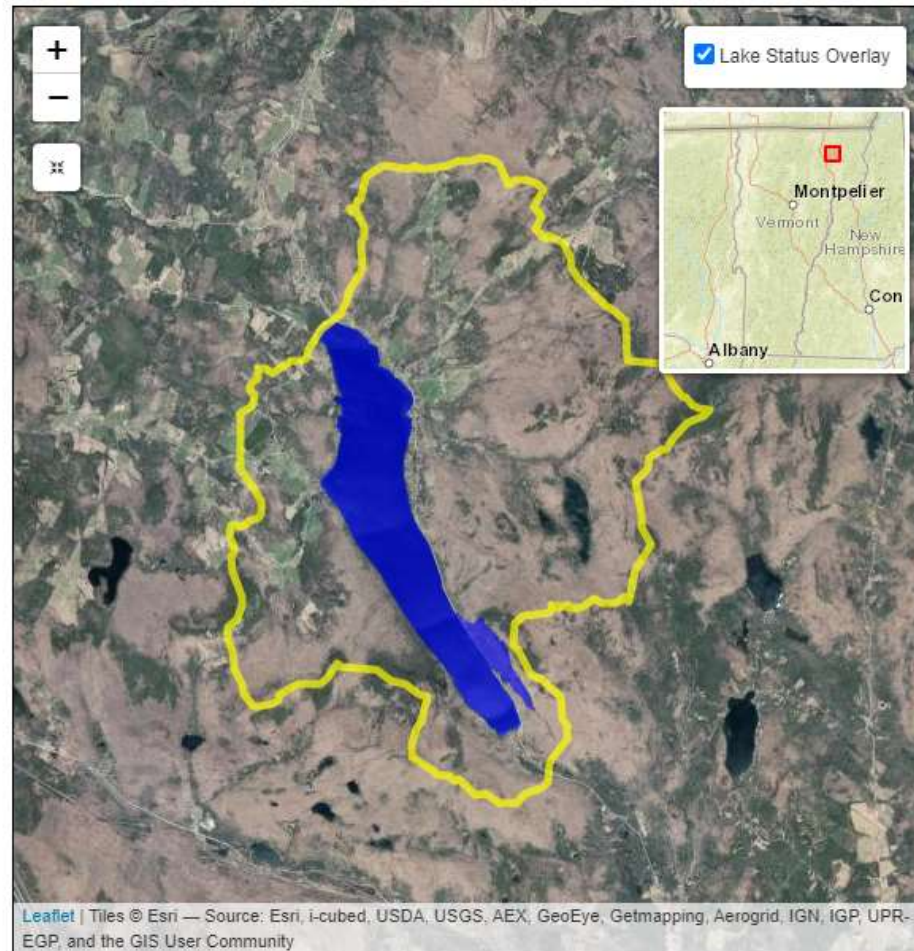 +
−
Lake Status Overlay
Montpelier
Vermont
New
Hampshire
Con
Albany
Leaflet | Tiles © Esri — Source: Esri, i-cubed, USDA, USGS, AEX, GeoEye, Getmapping, Aerogrid, IGN, IGP, UPR-
EGP, and the GIS User Community